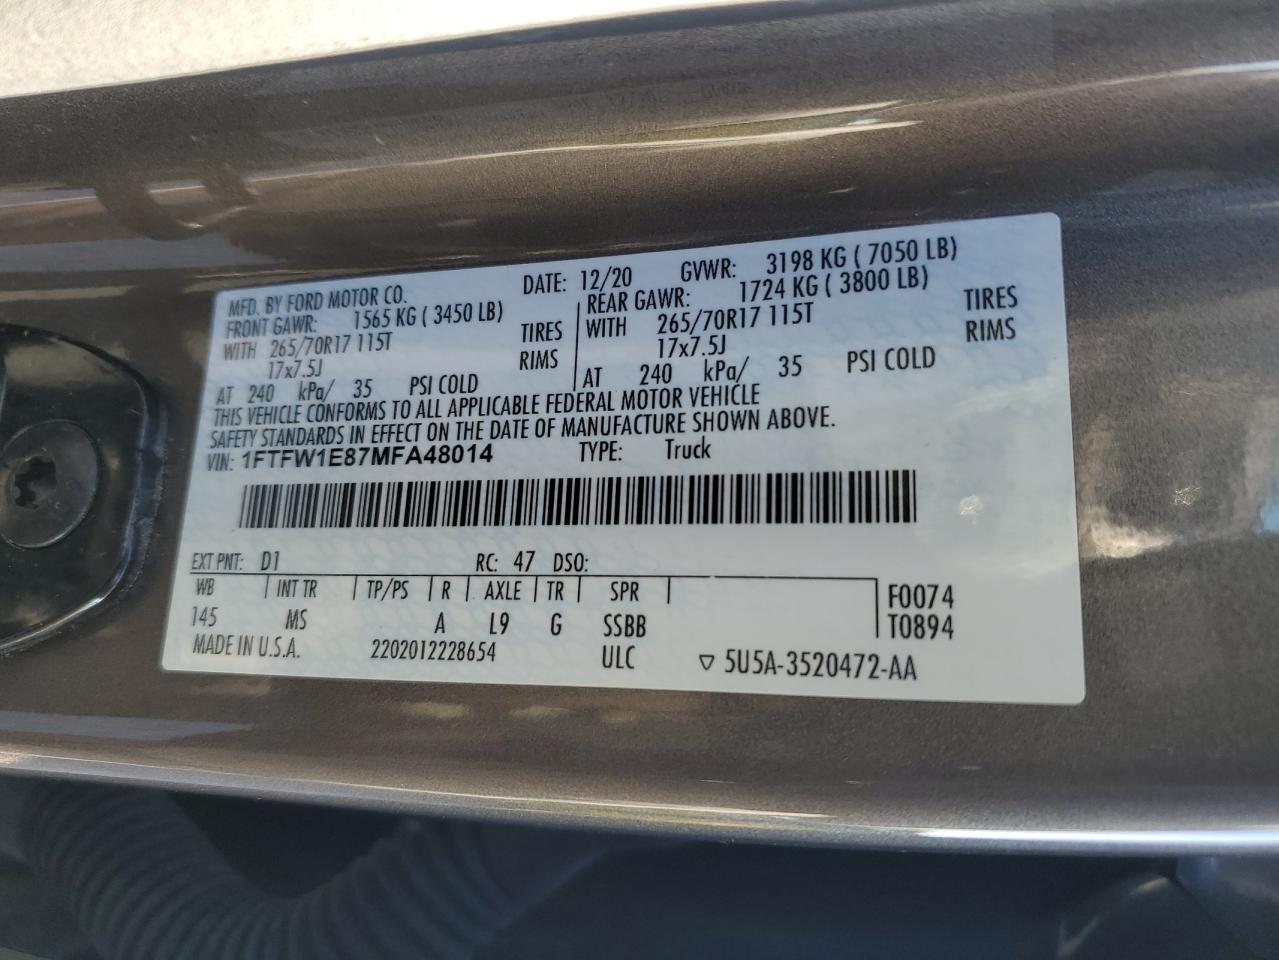 MFD. BY FORD MOTOR CO. DATE: 12/20 GVWR: 3198 KG ( 7050 LB)
FRONT GAWR: 1565 KG ( 3450 LB) REAR GAWR: 1724 KG ( 3800 LB)
WITH 265/70R17 115T TIRES WITH 265/70R17 115T TIRES
17x7.5J RIMS 17x7.5J RIMS
AT 240 kPa/ 35 PSI COLD AT 240 kPa/ 35 PSI COLD
THIS VEHICLE CONFORMS TO ALL APPLICABLE FEDERAL MOTOR VEHICLE
SAFETY STANDARDS IN EFFECT ON THE DATE OF MANUFACTURE SHOWN ABOVE.
VIN: 1FTFW1E87MFA48014 TYPE: Truck
EXT PNT: D1 RC: 47 DSO:
WB INT TR TP/PS R AXLE TR SPR F0074
145 MS A L9 G SSBB T0894
MADE IN U.S.A. 2202012228654 ULC ▽ 5U5A-3520472-AA